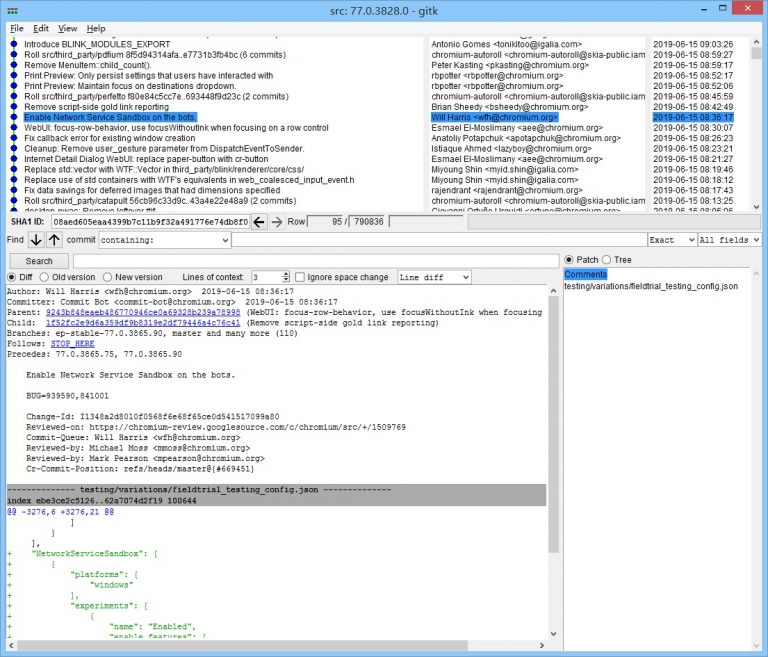 src: 77.0.3828.0 - gitk
File Edit View Help
Introduce BLINK_MODULES_EXPORT Antonio Gomes <tonikitoo@igalia.com> 2019-06-15 09:03:26
Roll src/third_party/pdfium 8f5d94314afa..e7731b3fb4bc (6 commits) chromium-autoroll <chromium-autoroll@skia-public.iam 2019-06-15 08:59:27
Remove MenuItem::child_count(). Peter Kasting <pkasting@chromium.org> 2019-06-15 08:59:17
Print Preview: Only persist settings that users have interacted with rbpotter <rbpotter@chromium.org> 2019-06-15 08:52:17
Print Preview: Maintain focus on destinations dropdown. rbpotter <rbpotter@chromium.org> 2019-06-15 08:52:06
Roll src/third_party/perfetto f80e84c5cc7e..693448f9d23c (2 commits) chromium-autoroll <chromium-autoroll@skia-public.iam 2019-06-15 08:45:59
Remove script-side gold link reporting Brian Sheedy <bsheedy@chromium.org> 2019-06-15 08:42:49
Enable Network Service Sandbox on the bots. Will Harris <wfh@chromium.org> 2019-06-15 08:36:17
WebUI: focus-row-behavior, use focusWithoutInk when focusing on a row control Esmael El-Moslimany <aee@chromium.org> 2019-06-15 08:30:07
Fix callback error for existing window creation Anatoliy Potapchuk <apotapchuk@chromium.org> 2019-06-15 08:26:23
Cleanup: Remove user_gesture parameter from DispatchEventToSender. Istiaque Ahmed <lazyboy@chromium.org> 2019-06-15 08:23:21
Internet Detail Dialog WebUI: replace paper-button with cr-button Esmael El-Moslimany <aee@chromium.org> 2019-06-15 08:21:27
Replace std::vector with WTF::Vector in third_party/blink/renderer/core/css/ Miyoung Shin <myid.shin@igalia.com> 2019-06-15 08:19:46
Replace use of std containers with WTF's equivalents in web_coalesced_input_event.h Miyoung Shin <myid.shin@igalia.com> 2019-06-15 08:18:12
Fix data savings for deferred images that had dimensions specified rajendrant <rajendrant@chromium.org> 2019-06-15 08:17:43
Roll src/third_party/catapult 56cb96c33d9c..43a4e22e48a9 (2 commits) chromium-autoroll <chromium-autoroll@skia-public.iam 2019-06-15 08:13:25
SHA1 ID: 08aed605eaa4399b7c11b9f32a491776e74db8f0 Row 95 / 790836
Find commit containing: Exact All fields
Search Patch Tree
Diff Old version New version Lines of context: 3 Ignore space change Line diff Comments
testing/variations/fieldtrial_testing_config.json
Author: Will Harris <wfh@chromium.org> 2019-06-15 08:36:17
Committer: Commit Bot <commit-bot@chromium.org> 2019-06-15 08:36:17
Parent: 9243b848eaeb486770946ce0a69328b239a78998 (WebUI: focus-row-behavior, use focusWithoutInk when focusing
Child: 1f52fc2e9d6a359df9b8319e2df79446a4c76c41 (Remove script-side gold link reporting)
Branches: ep-stable-77.0.3865.90, master and many more (110)
Follows: STOP_HERE
Precedes: 77.0.3865.75, 77.0.3865.90
Enable Network Service Sandbox on the bots.
BUG=939590,841001
Change-Id: I1348a2d8010f0568f6e68f65ce0d541517099a80
Reviewed-on: https://chromium-review.googlesource.com/c/chromium/src/+/1509769
Commit-Queue: Will Harris <wfh@chromium.org>
Reviewed-by: Michael Moss <mmoss@chromium.org>
Reviewed-by: Mark Pearson <mpearson@chromium.org>
Cr-Commit-Position: refs/heads/master@{#669451}
-------------- testing/variations/fieldtrial_testing_config.json --------------
index ebe3ce2c5126..62a7074d2f19 100644
@@ -3276,6 +3276,21 @@
]
}
],
+ "NetworkServiceSandbox": [
+ {
+ "platforms": [
+ "windows"
+ ],
+ "experiments": [
+ {
+ "name": "Enabled",
+ "enable_features": [